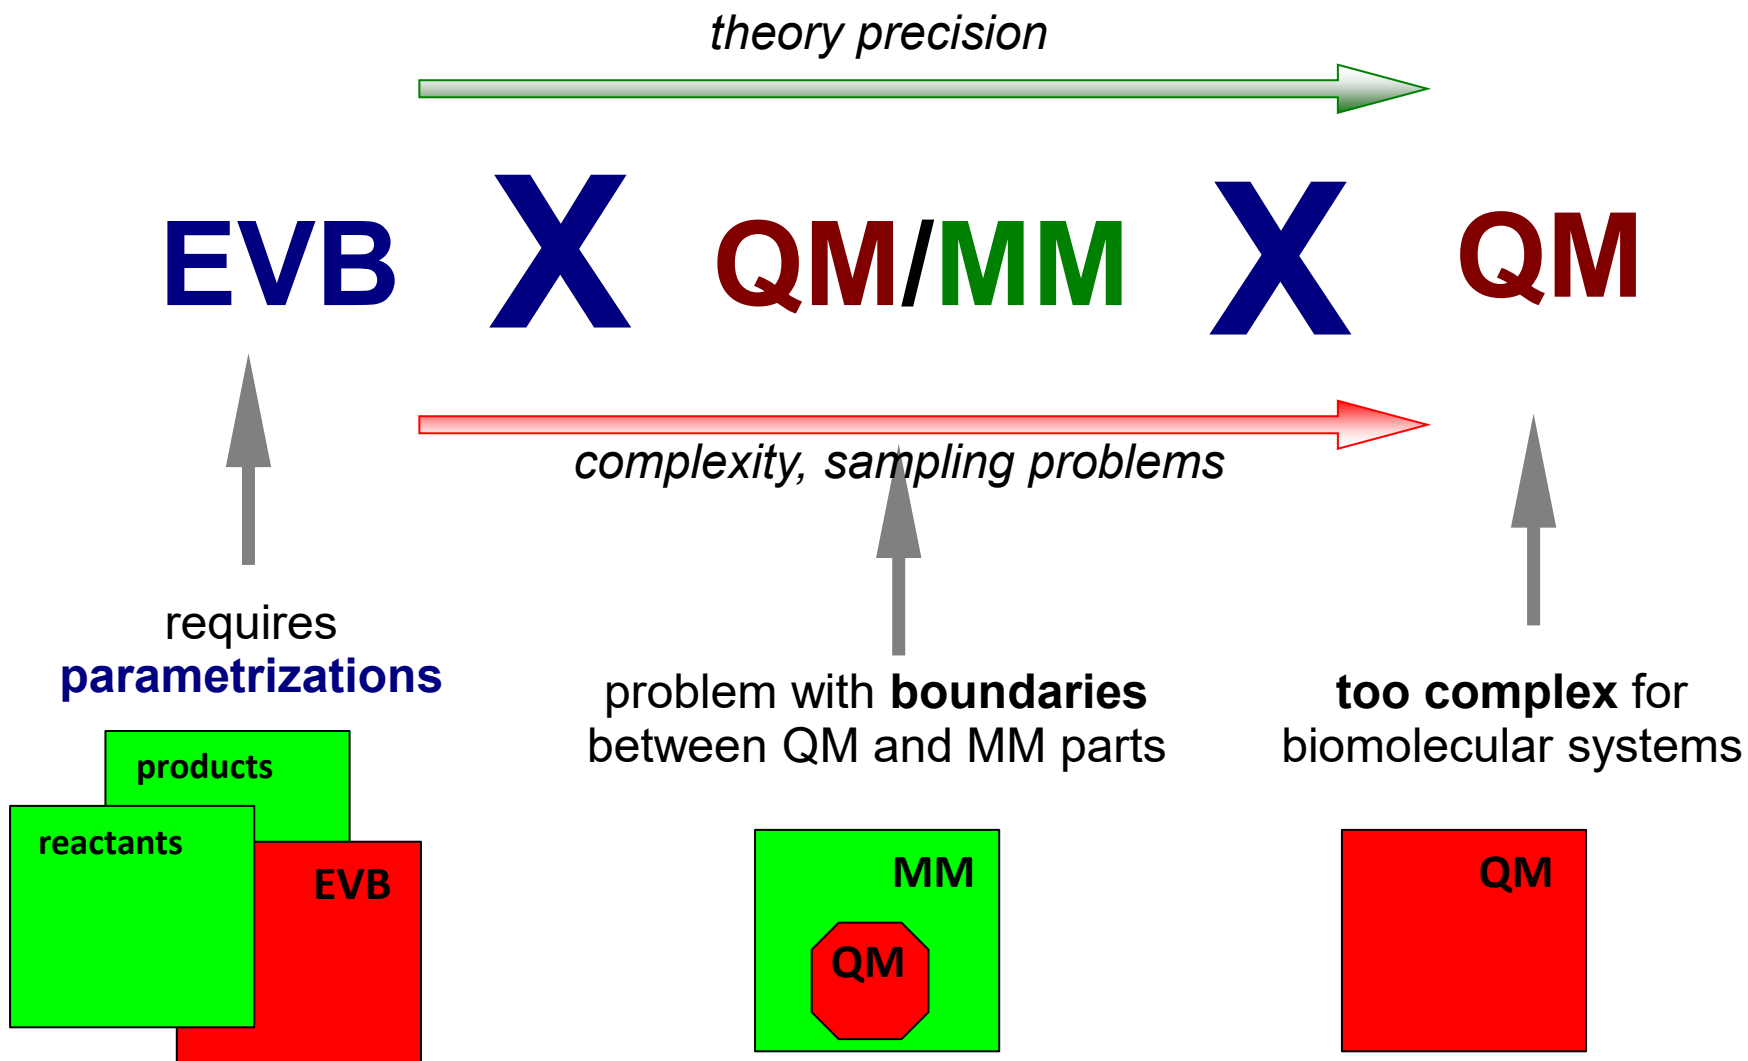 theory precision
EVB X QM/MM X QM
complexity, sampling problems
requires
parametrizations
problem with boundaries
between QM and MM parts
too complex for
biomolecular systems
products
reactants
EVB
MM
QM
QM